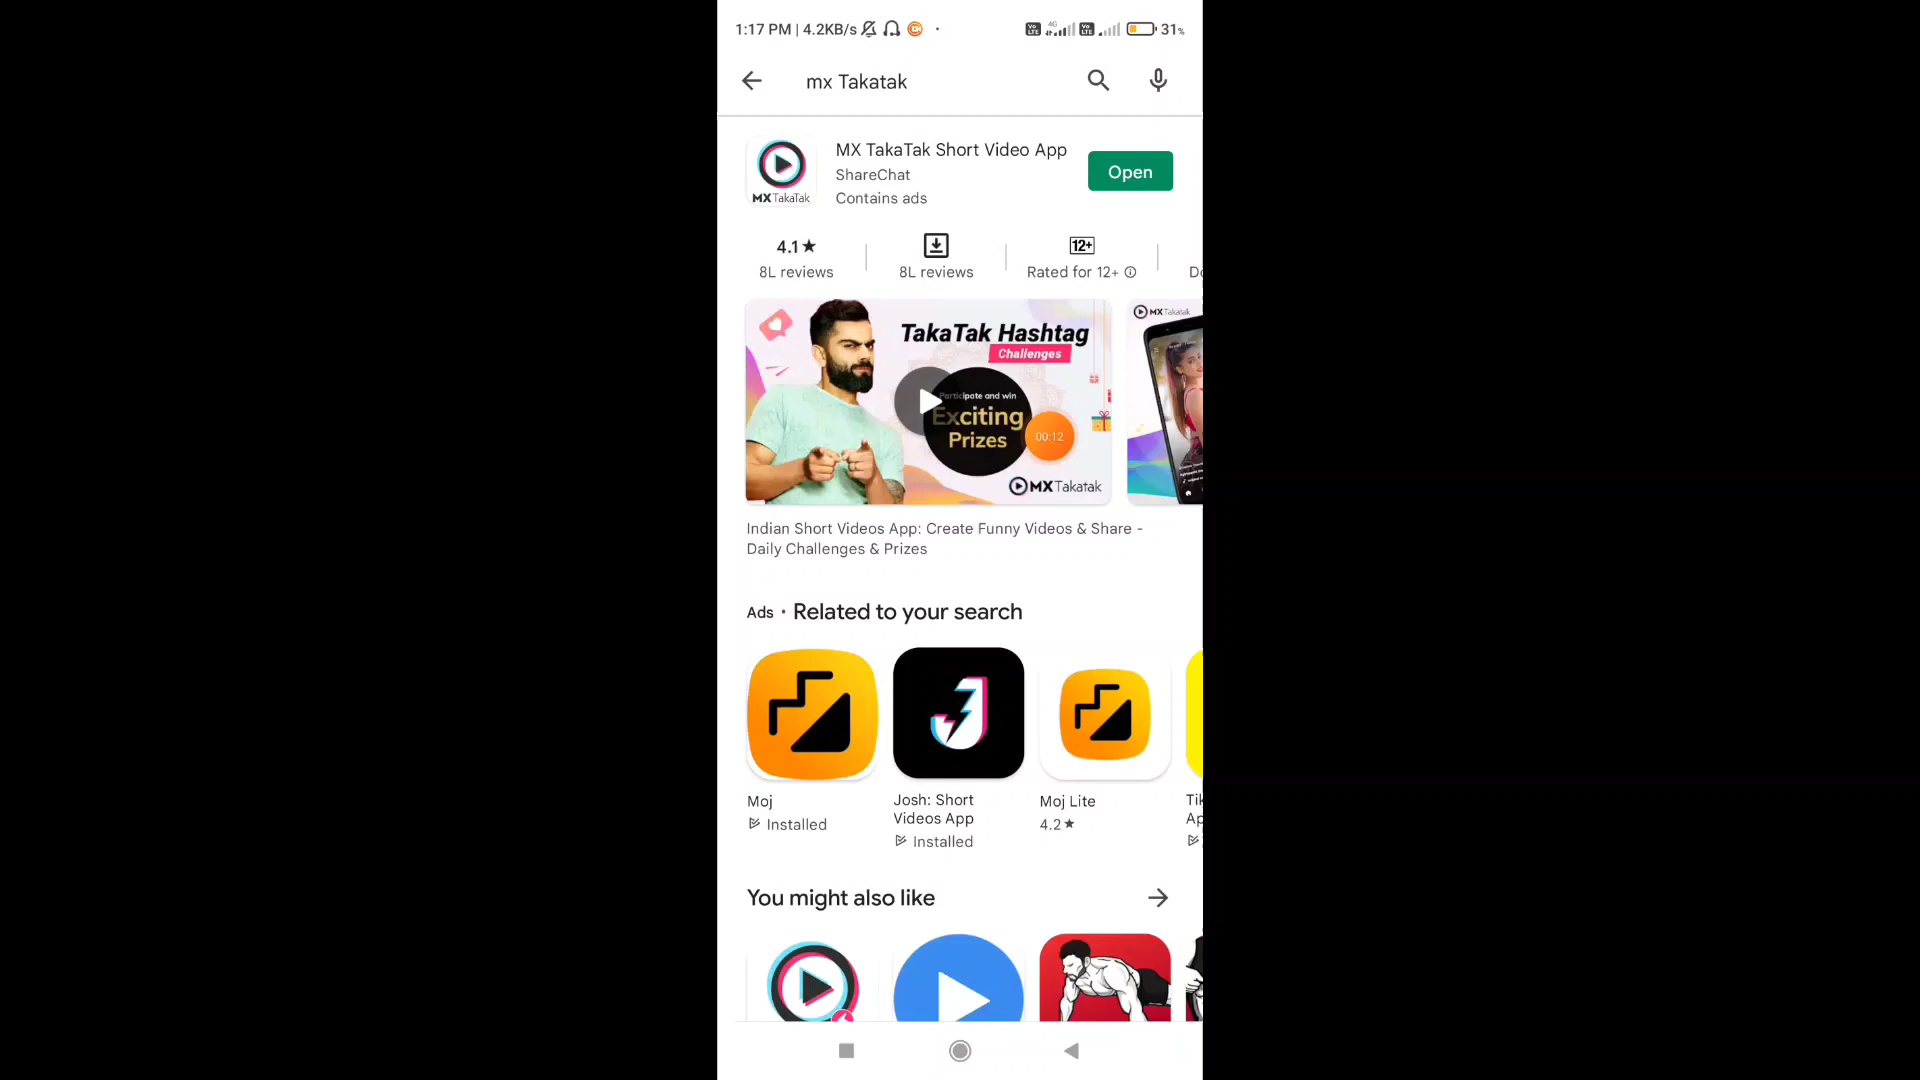 1:17 PM | 4.2KB/s
4G
31%
mx Takatak
MX TakaTak Short Video App
ShareChat
Contains ads
Open
MX TakaTak
4.1★
8L reviews
8L reviews
12+
Rated for 12+
TakaTak Hashtag
Challenges
Participate and win
Exciting
Prizes
00:12
MX Takatak
MX Takatak
Indian Short Videos App: Create Funny Videos & Share -
Daily Challenges & Prizes
Ads · Related to your search
Moj
Installed
Josh: Short
Videos App
Installed
Moj Lite
4.2★
You might also like